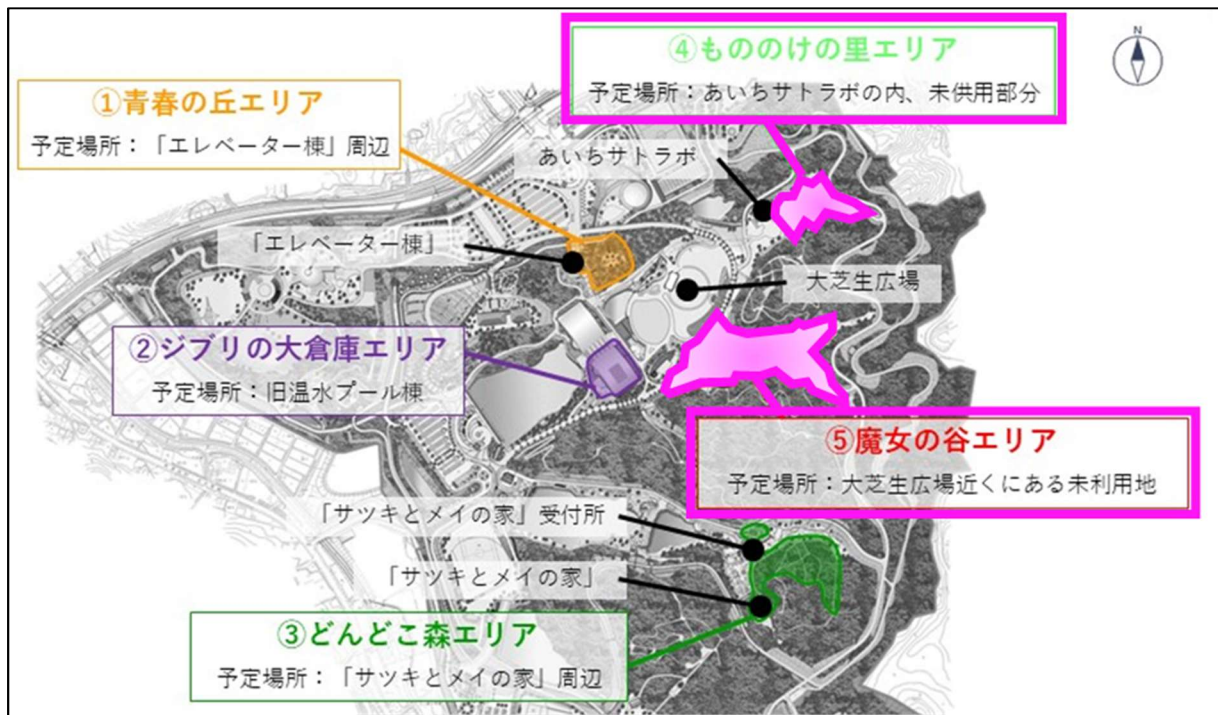 ④もののけの里エリア
予定場所：あいちサトラボの内、未供用部分
①青春の丘エリア
予定場所：「エレベーター棟」周辺
あいちサトラボ
「エレベーター棟」
大芝生広場
②ジブリの大倉庫エリア
予定場所：旧温水プール棟
⑤魔女の谷エリア
予定場所：大芝生広場近くにある未利用地
「サツキとメイの家」受付所
「サツキとメイの家」
③どんどこ森エリア
予定場所：「サツキとメイの家」周辺